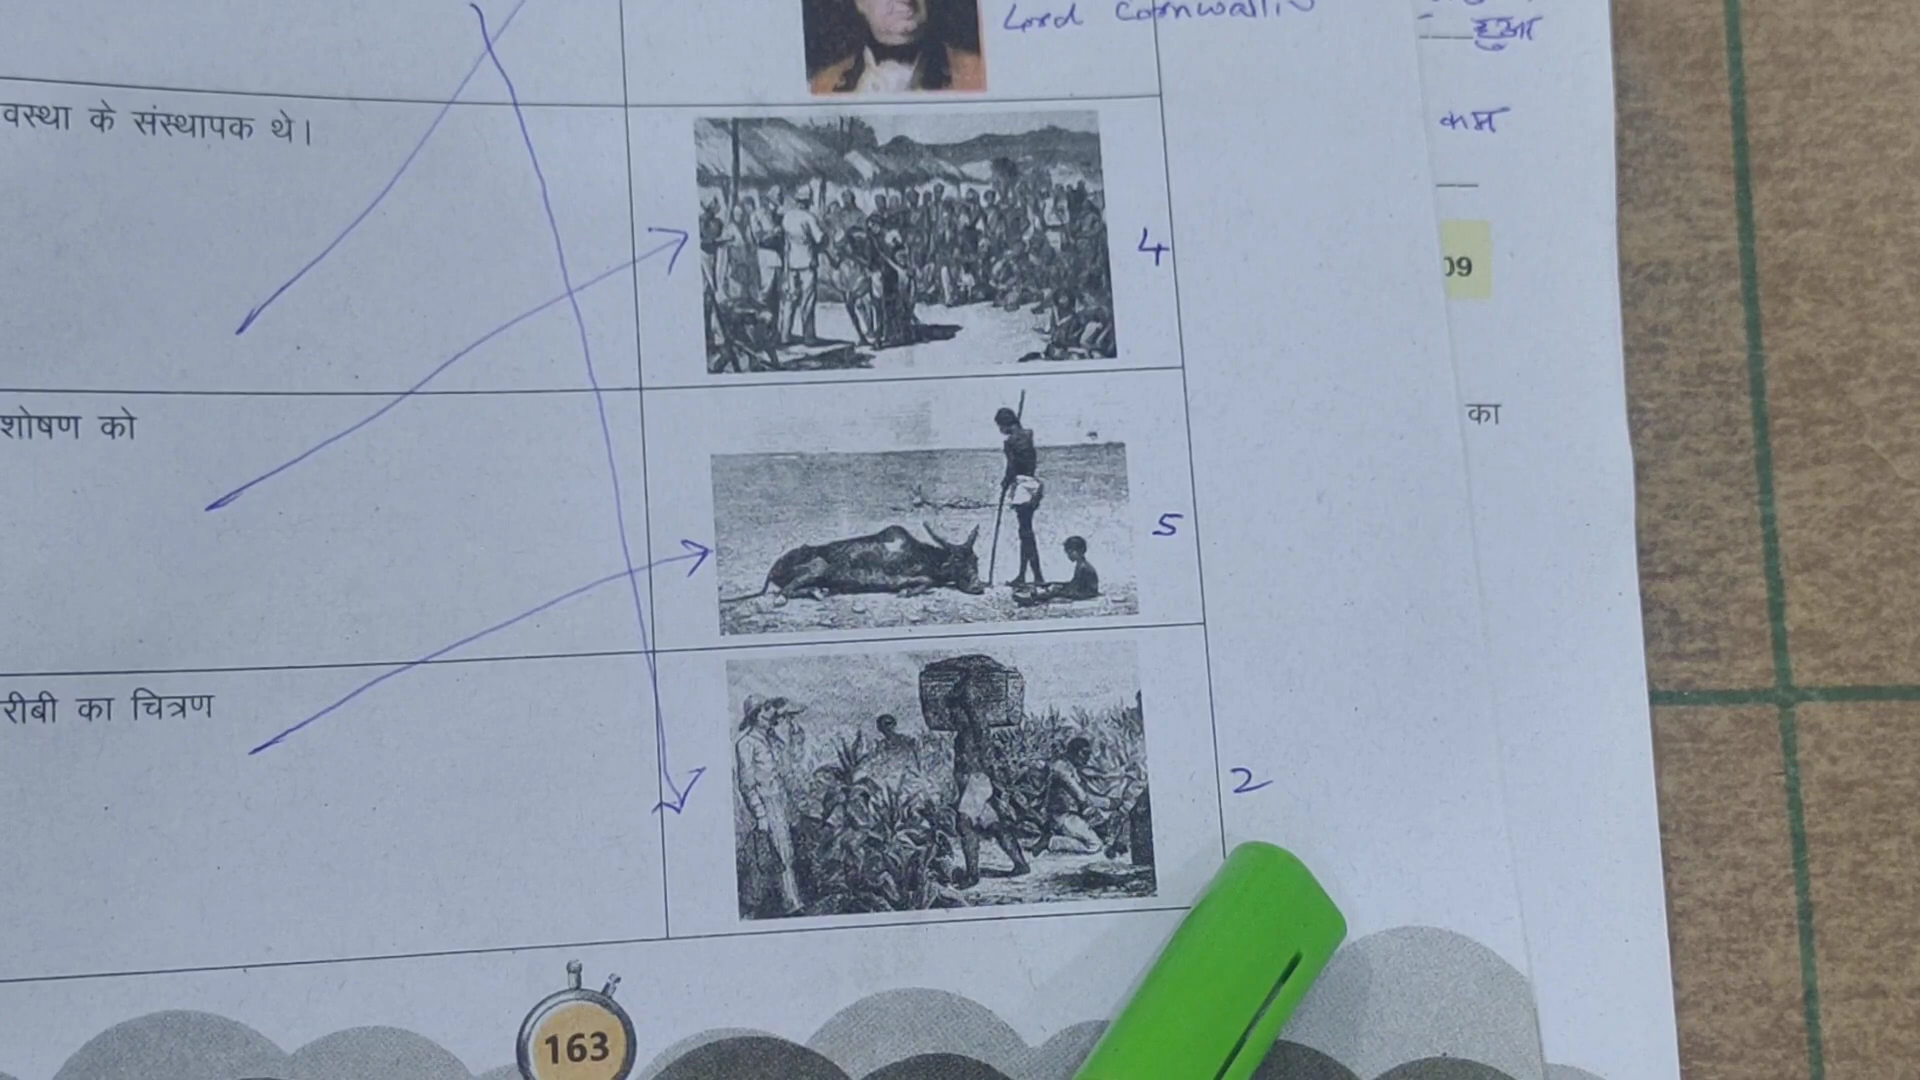 Lord Cornwallis
हुआ
वस्था के संस्थापक थे।
कम
4
09
शोषण को
का
5
रीबी का चित्रण
2
163